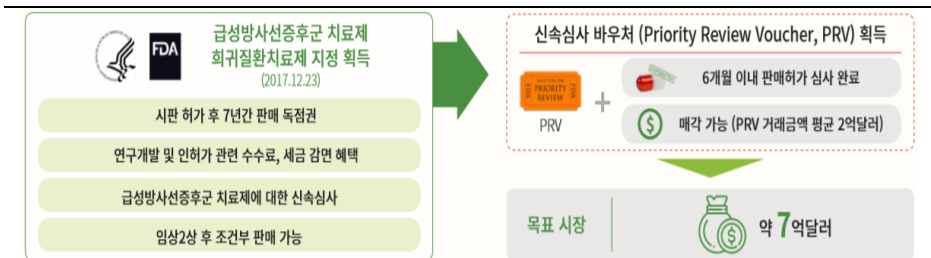 FDA
급성방사선증후군 치료제
희귀질환치료제 지정 획득
(2017.12.23)
시판 허가 후 7년간 판매 독점권
연구개발 및 인허가 관련 수수료, 세금 감면 혜택
급성방사선증후군 치료제에 대한 신속심사
임상2상 후 조건부 판매 가능
신속심사 바우처 (Priority Review Voucher, PRV) 획득
PRIORITY
REVIEW
PRV
+
6개월 이내 판매허가 심사 완료
$
매각 가능 (PRV 거래금액 평균 2억달러)
목표 시장
$
약 7억달러